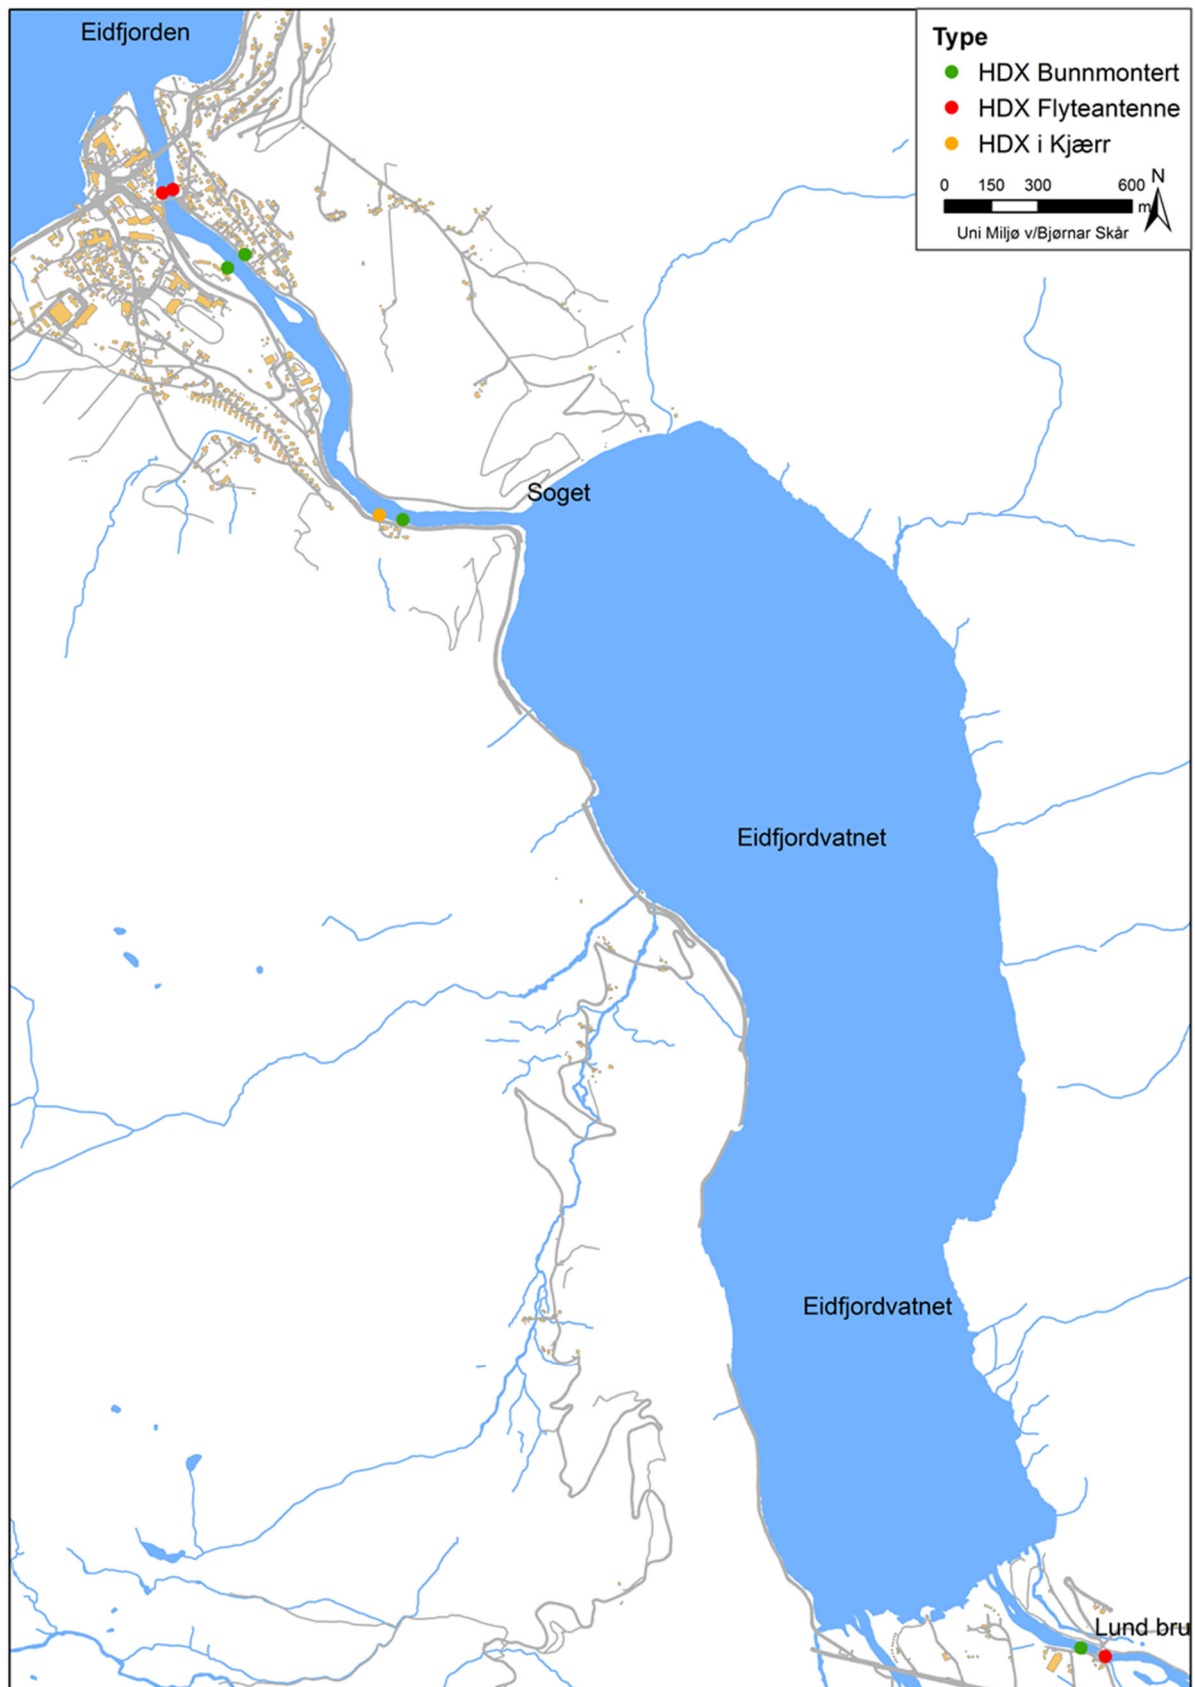 Eidfjorden
Type
HDX Bunnmontert
HDX Flyteantenne
HDX i Kjærr
0 150 300 600
m
N
Uni Miljø v/Bjørnar Skår
Soget
Eidfjordvatnet
Eidfjordvatnet
Lund bru